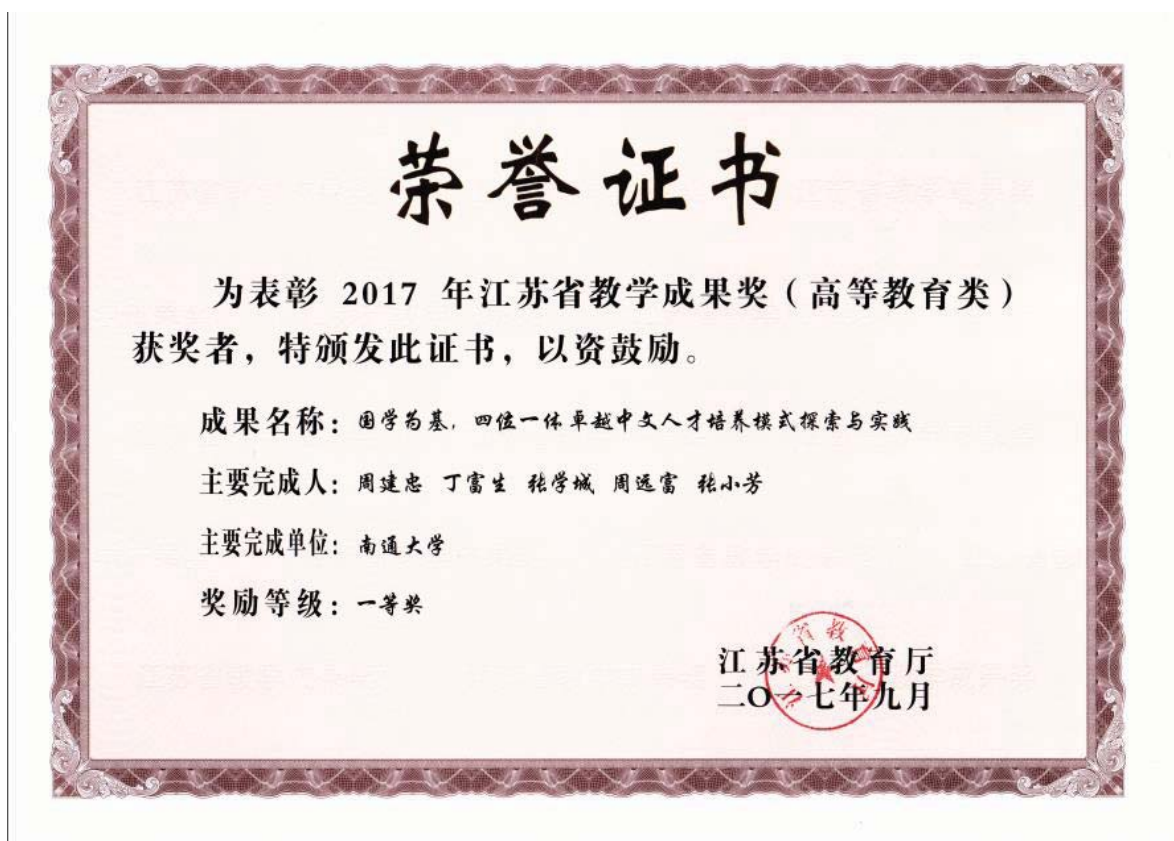 荣誉证书
为表彰 2017 年江苏省教学成果奖（高等教育类）
获奖者，特颁发此证书，以资鼓励。
成果名称：国学为基，四位一体卓越中文人才培养模式探索与实践
主要完成人：周建忠 丁富生 张学城 周远富 张小芳
主要完成单位：南通大学
奖励等级：一等奖
江苏省教育厅
二〇一七年九月